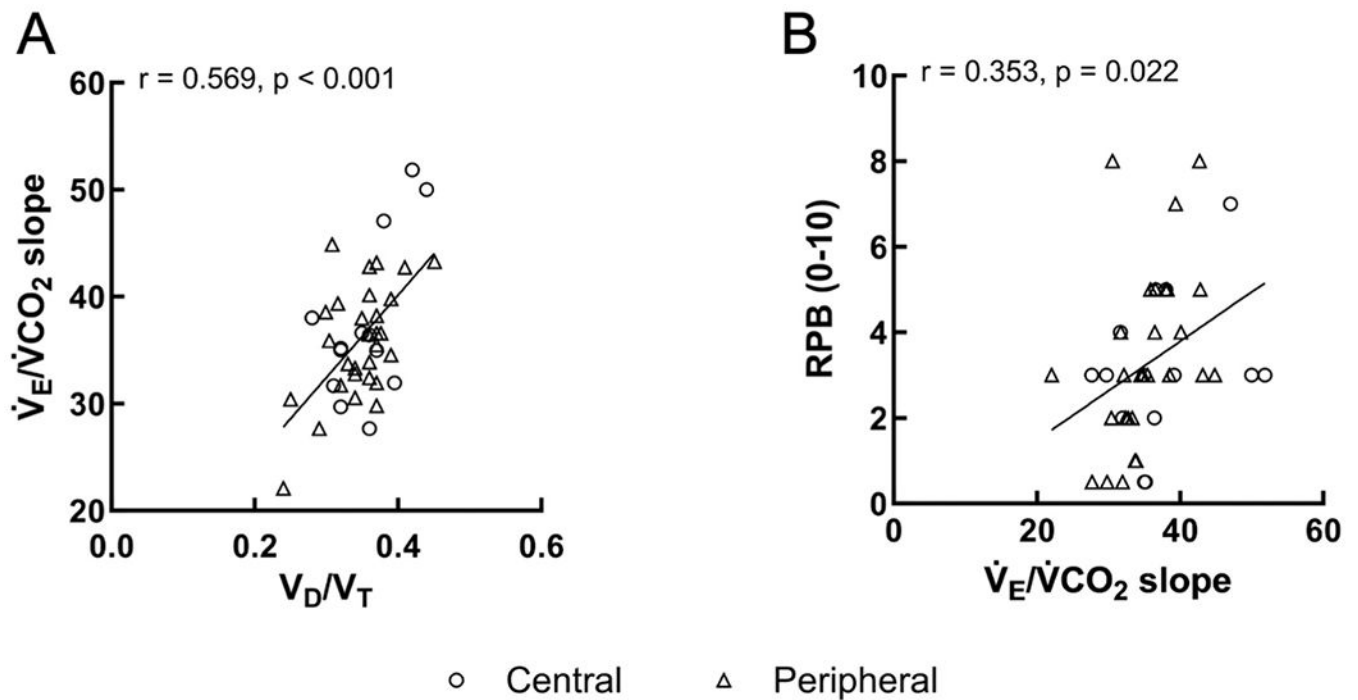 A
r = 0.569, p < 0.001
60
50
40
30
20
0.0 0.2 0.4 0.6
V̇E/V̇CO₂ slope
VD/VT
B
r = 0.353, p = 0.022
10
8
6
4
2
0
0 20 40 60
RPB (0-10)
V̇E/V̇CO₂ slope
Central Peripheral